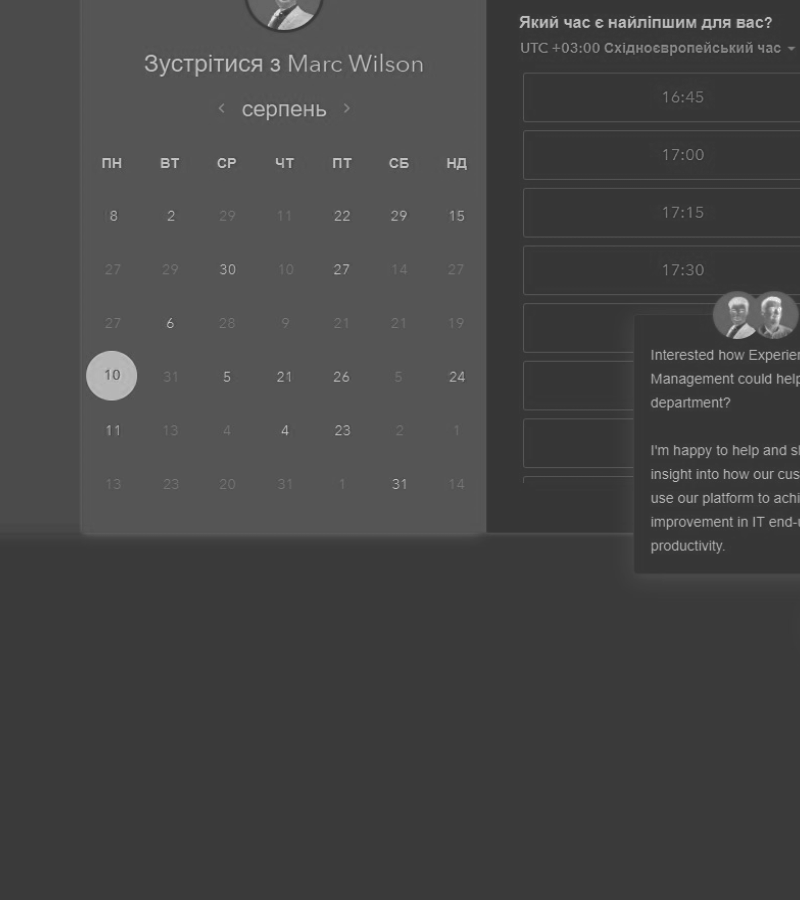 Зустрітися з Marc Wilson
серпень
ПН ВТ СР ЧТ ПТ СБ НД
8 2 29 11 22 29 15
27 29 30 10 27 14 27
27 6 28 9 21 21 19
10 31 5 21 26 5 24
11 13 4 4 23 2 1
13 23 20 31 1 31 14
Який час є найліпшим для вас?
UTC +03:00 Східноєвропейський час
16:45
17:00
17:15
17:30
Interested how Experien
Management could help
department?
I'm happy to help and sh
insight into how our cus
use our platform to achi
improvement in IT end-u
productivity.